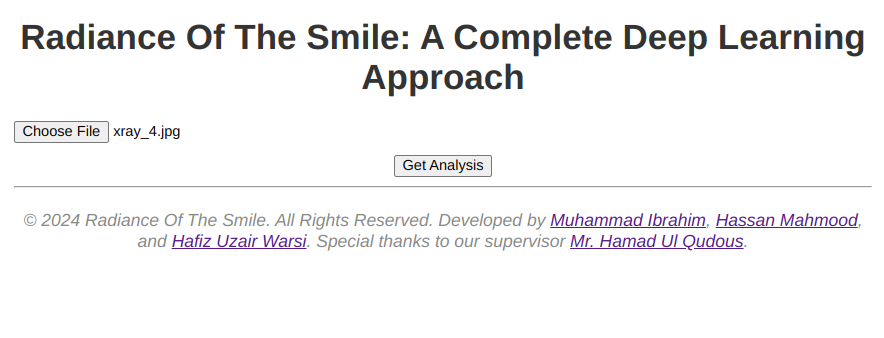 Radiance Of The Smile: A Complete Deep Learning
Approach
Choose File xray_4.jpg
Get Analysis
© 2024 Radiance Of The Smile. All Rights Reserved. Developed by Muhammad Ibrahim, Hassan Mahmood,
and Hafiz Uzair Warsi. Special thanks to our supervisor Mr. Hamad Ul Qudous.